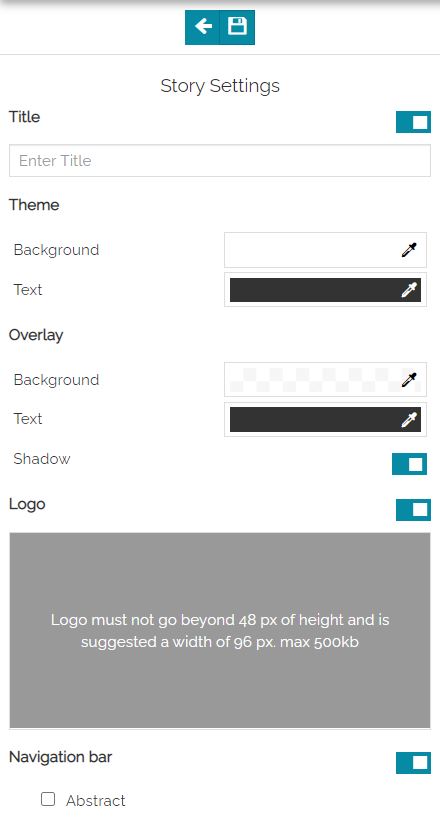 Story Settings
Title
Enter Title
Theme
Background
Text
Overlay
Background
Text
Shadow
Logo
Logo must not go beyond 48 px of height and is
suggested a width of 96 px. max 500kb
Navigation bar
Abstract